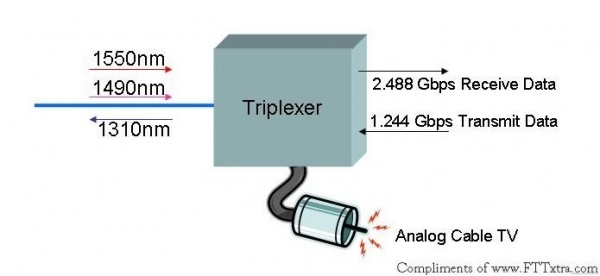 1550nm
1490nm
1310nm
Triplexer
2.488 Gbps Receive Data
1.244 Gbps Transmit Data
Analog Cable TV
Compliments of www.FTTxtra.com